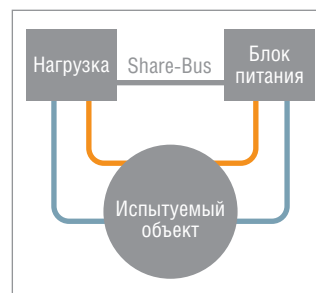 Нагрузка
Share-Bus
Блок
питания
Испытуемый
объект